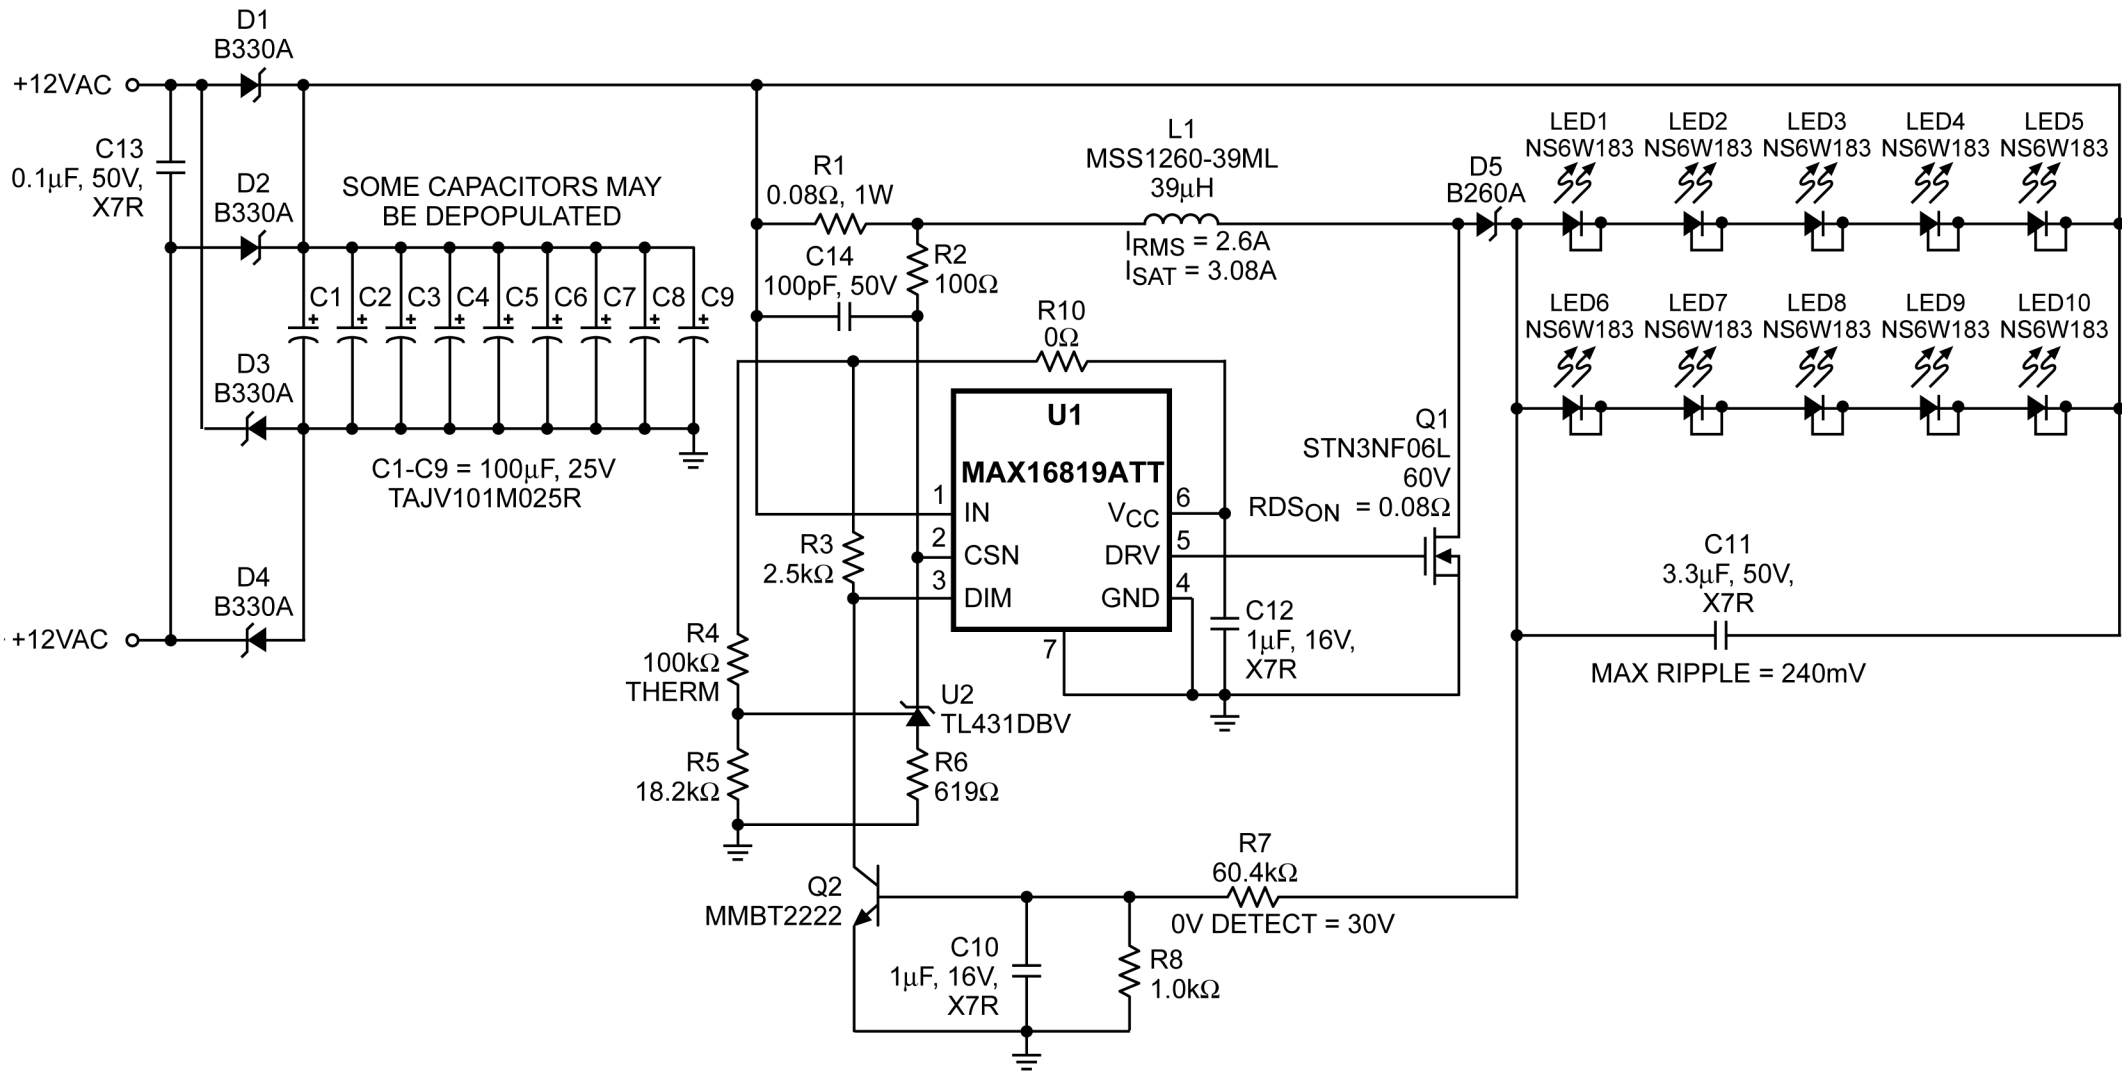 D1
B330A
+12VAC
C13
0.1µF, 50V,
X7R
D2
B330A
SOME CAPACITORS MAY
BE DEPOPULATED
C1
C2
C3
C4
C5
C6
C7
C8
C9
+
+
+
+
+
+
+
+
+
D3
B330A
C1-C9 = 100µF, 25V
TAJV101M025R
D4
B330A
+12VAC
R1
0.08Ω, 1W
C14
100pF, 50V
R2
100Ω
L1
MSS1260-39ML
39µH
IRMS = 2.6A
ISAT = 3.08A
D5
B260A
R10
0Ω
U1
MAX16819ATT
1
IN
2
CSN
3
DIM
6
VCC
5
DRV
4
GND
7
R3
2.5kΩ
R4
100kΩ
THERM
R5
18.2kΩ
U2
TL431DBV
R6
619Ω
C12
1µF, 16V,
X7R
Q1
STN3NF06L
60V
RDSON = 0.08Ω
LED1
NS6W183
LED2
NS6W183
LED3
NS6W183
LED4
NS6W183
LED5
NS6W183
LED6
NS6W183
LED7
NS6W183
LED8
NS6W183
LED9
NS6W183
LED10
NS6W183
C11
3.3µF, 50V,
X7R
MAX RIPPLE = 240mV
Q2
MMBT2222
R7
60.4kΩ
0V DETECT = 30V
C10
1µF, 16V,
X7R
R8
1.0kΩ